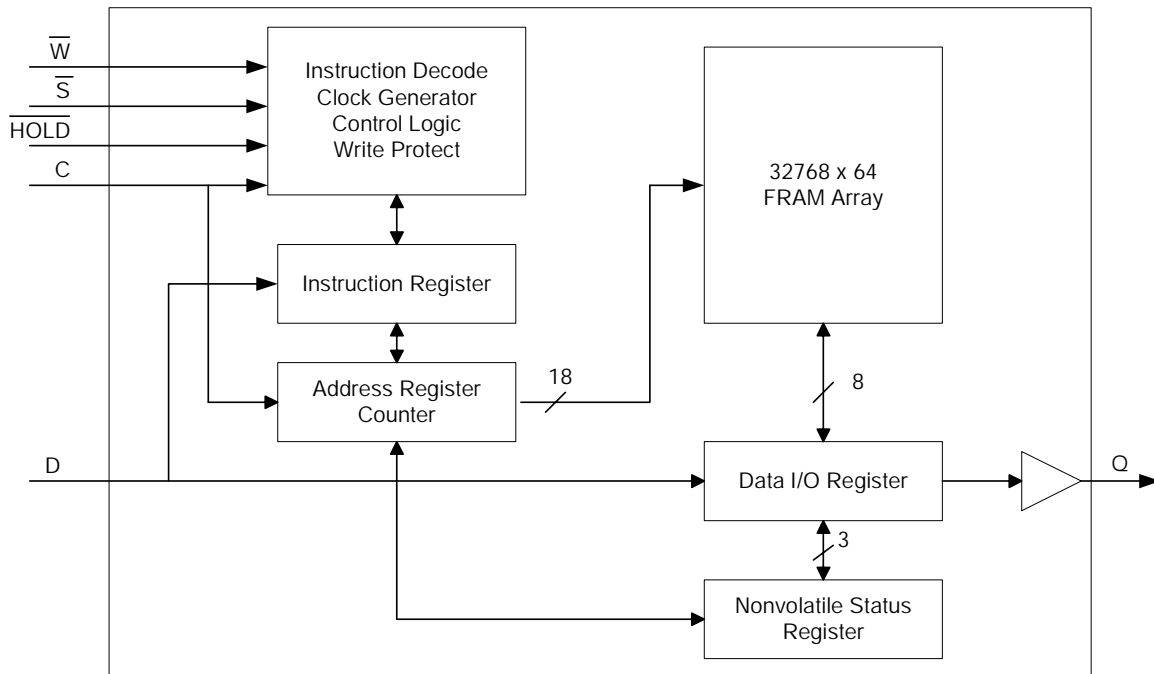 W̅
S̅
H̅O̅L̅D̅
C
Instruction Decode
Clock Generator
Control Logic
Write Protect
32768 x 64
FRAM Array
Instruction Register
Address Register
Counter
18
8
D
Data I/O Register
Q
3
Nonvolatile Status
Register